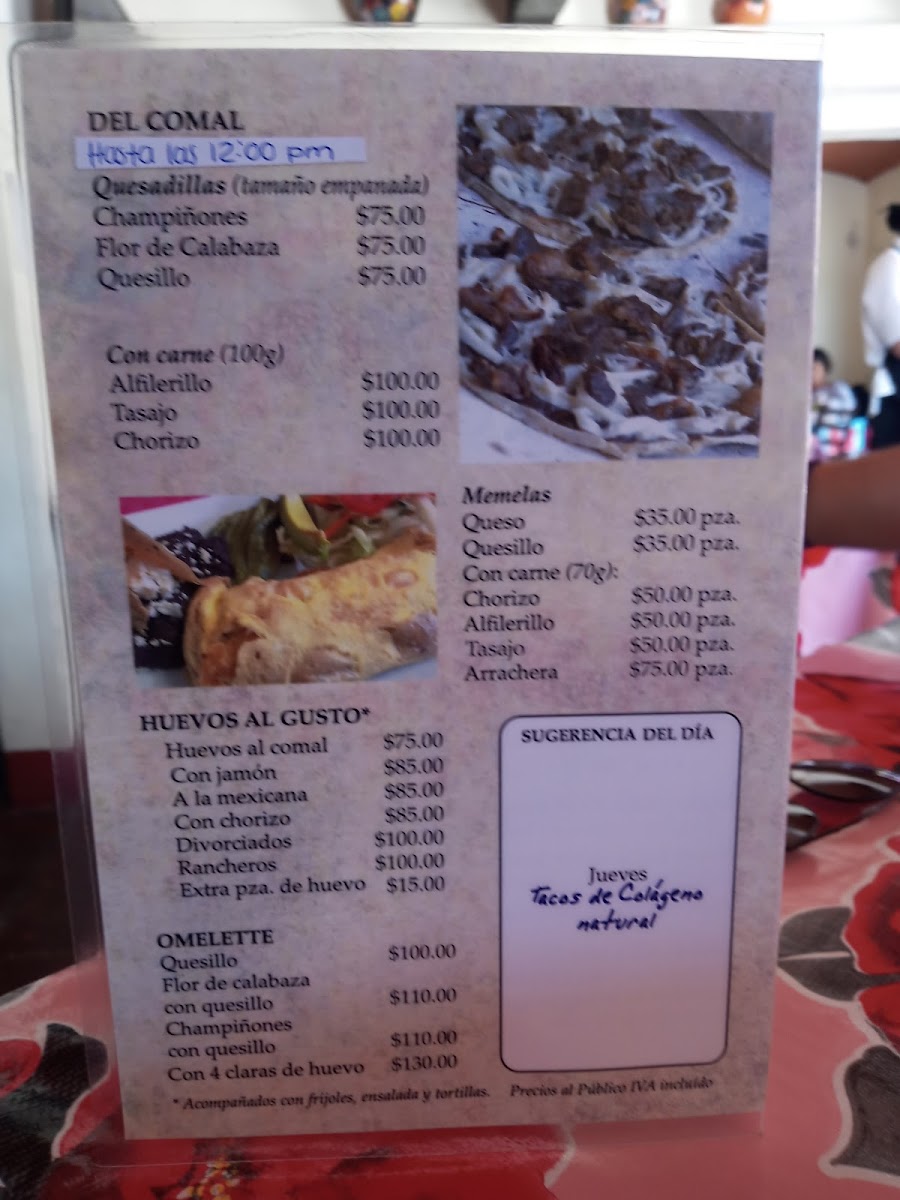 DEL COMAL
Hasta las 12:00 pm
Quesadillas (tamaño empanada)
Champiñones $75.00
Flor de Calabaza $75.00
Quesillo $75.00
Con carne (100g)
Alfilerillo $100.00
Tasajo $100.00
Chorizo $100.00
Memelas
Queso $35.00 pza.
Quesillo $35.00 pza.
Con carne (70g):
Chorizo $50.00 pza.
Alfilerillo $50.00 pza.
Tasajo $50.00 pza.
Arrachera $75.00 pza.
HUEVOS AL GUSTO*
Huevos al comal $75.00
Con jamón $85.00
A la mexicana $85.00
Con chorizo $85.00
Divorciados $100.00
Rancheros $100.00
Extra pza. de huevo $15.00
OMELETTE
Quesillo $100.00
Flor de calabaza
con quesillo $110.00
Champiñones
con quesillo $110.00
Con 4 claras de huevo $130.00
SUGERENCIA DEL DÍA
Jueves
Tacos de Colágeno
natural
* Acompañados con frijoles, ensalada y tortillas. Precios al Público IVA incluido